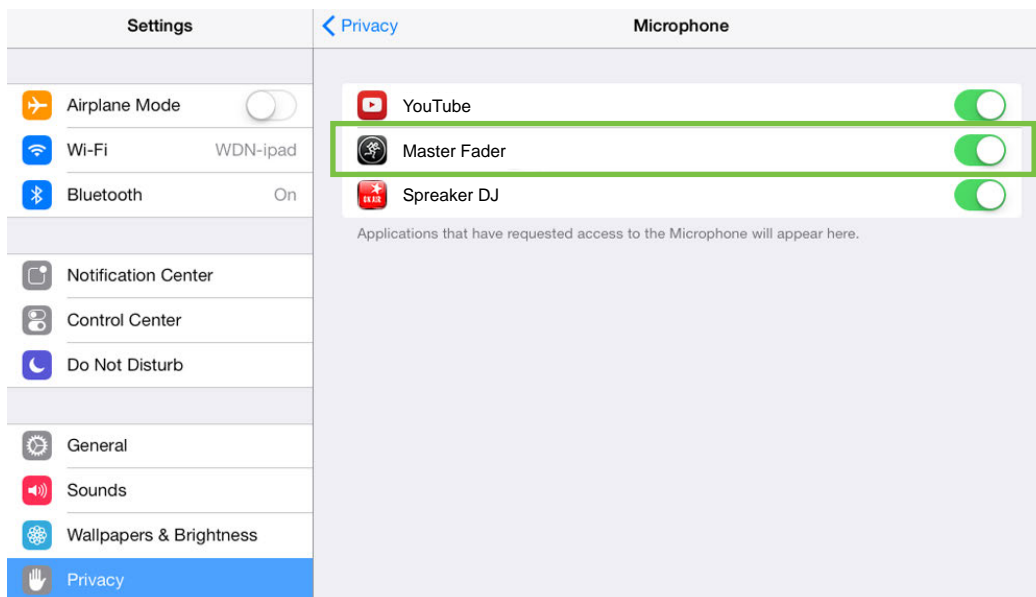 Settings
Airplane Mode
Wi-Fi WDN-ipad
Bluetooth On
Notification Center
Control Center
Do Not Disturb
General
Sounds
Wallpapers & Brightness
Privacy
Privacy Microphone
YouTube
Master Fader
ON AIR
Spreaker DJ
Applications that have requested access to the Microphone will appear here.